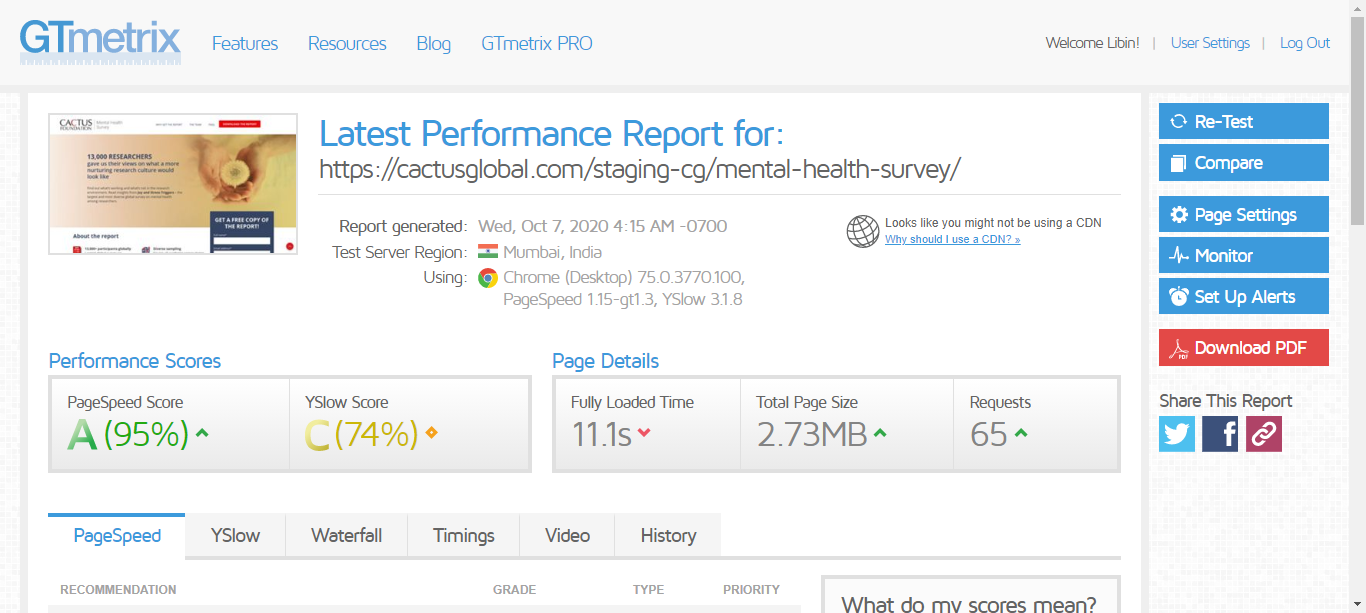 GTmetrix
Features Resources Blog GTmetrix PRO
Welcome Libin! | User Settings | Log Out
CACTUS FOUNDATION Mental Health Survey
13,000 RESEARCHERS
gave us their views on what a more
nurturing research culture would
look like
GET A FREE COPY OF
THE REPORT!
About the report
Latest Performance Report for:
https://cactusglobal.com/staging-cg/mental-health-survey/
Report generated: Wed, Oct 7, 2020 4:15 AM -0700
Test Server Region: Mumbai, India
Using: Chrome (Desktop) 75.0.3770.100,
PageSpeed 1.15-gt1.3, YSlow 3.1.8
Looks like you might not be using a CDN
Why should I use a CDN? »
Performance Scores
PageSpeed Score YSlow Score
A (95%) C (74%)
Page Details
Fully Loaded Time Total Page Size Requests
11.1s 2.73MB 65
PageSpeed YSlow Waterfall Timings Video History
RECOMMENDATION GRADE TYPE PRIORITY
What do my scores mean?
Re-Test
Compare
Page Settings
Monitor
Set Up Alerts
PDF Download PDF
Share This Report